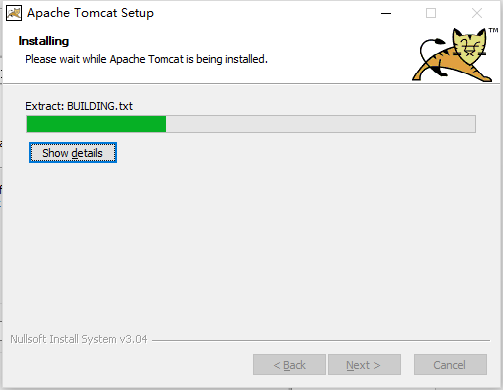 Apache Tomcat Setup
Installing
Please wait while Apache Tomcat is being installed.
TM
Extract: BUILDING.txt
Show details
Nullsoft Install System v3.04
< Back
Next >
Cancel